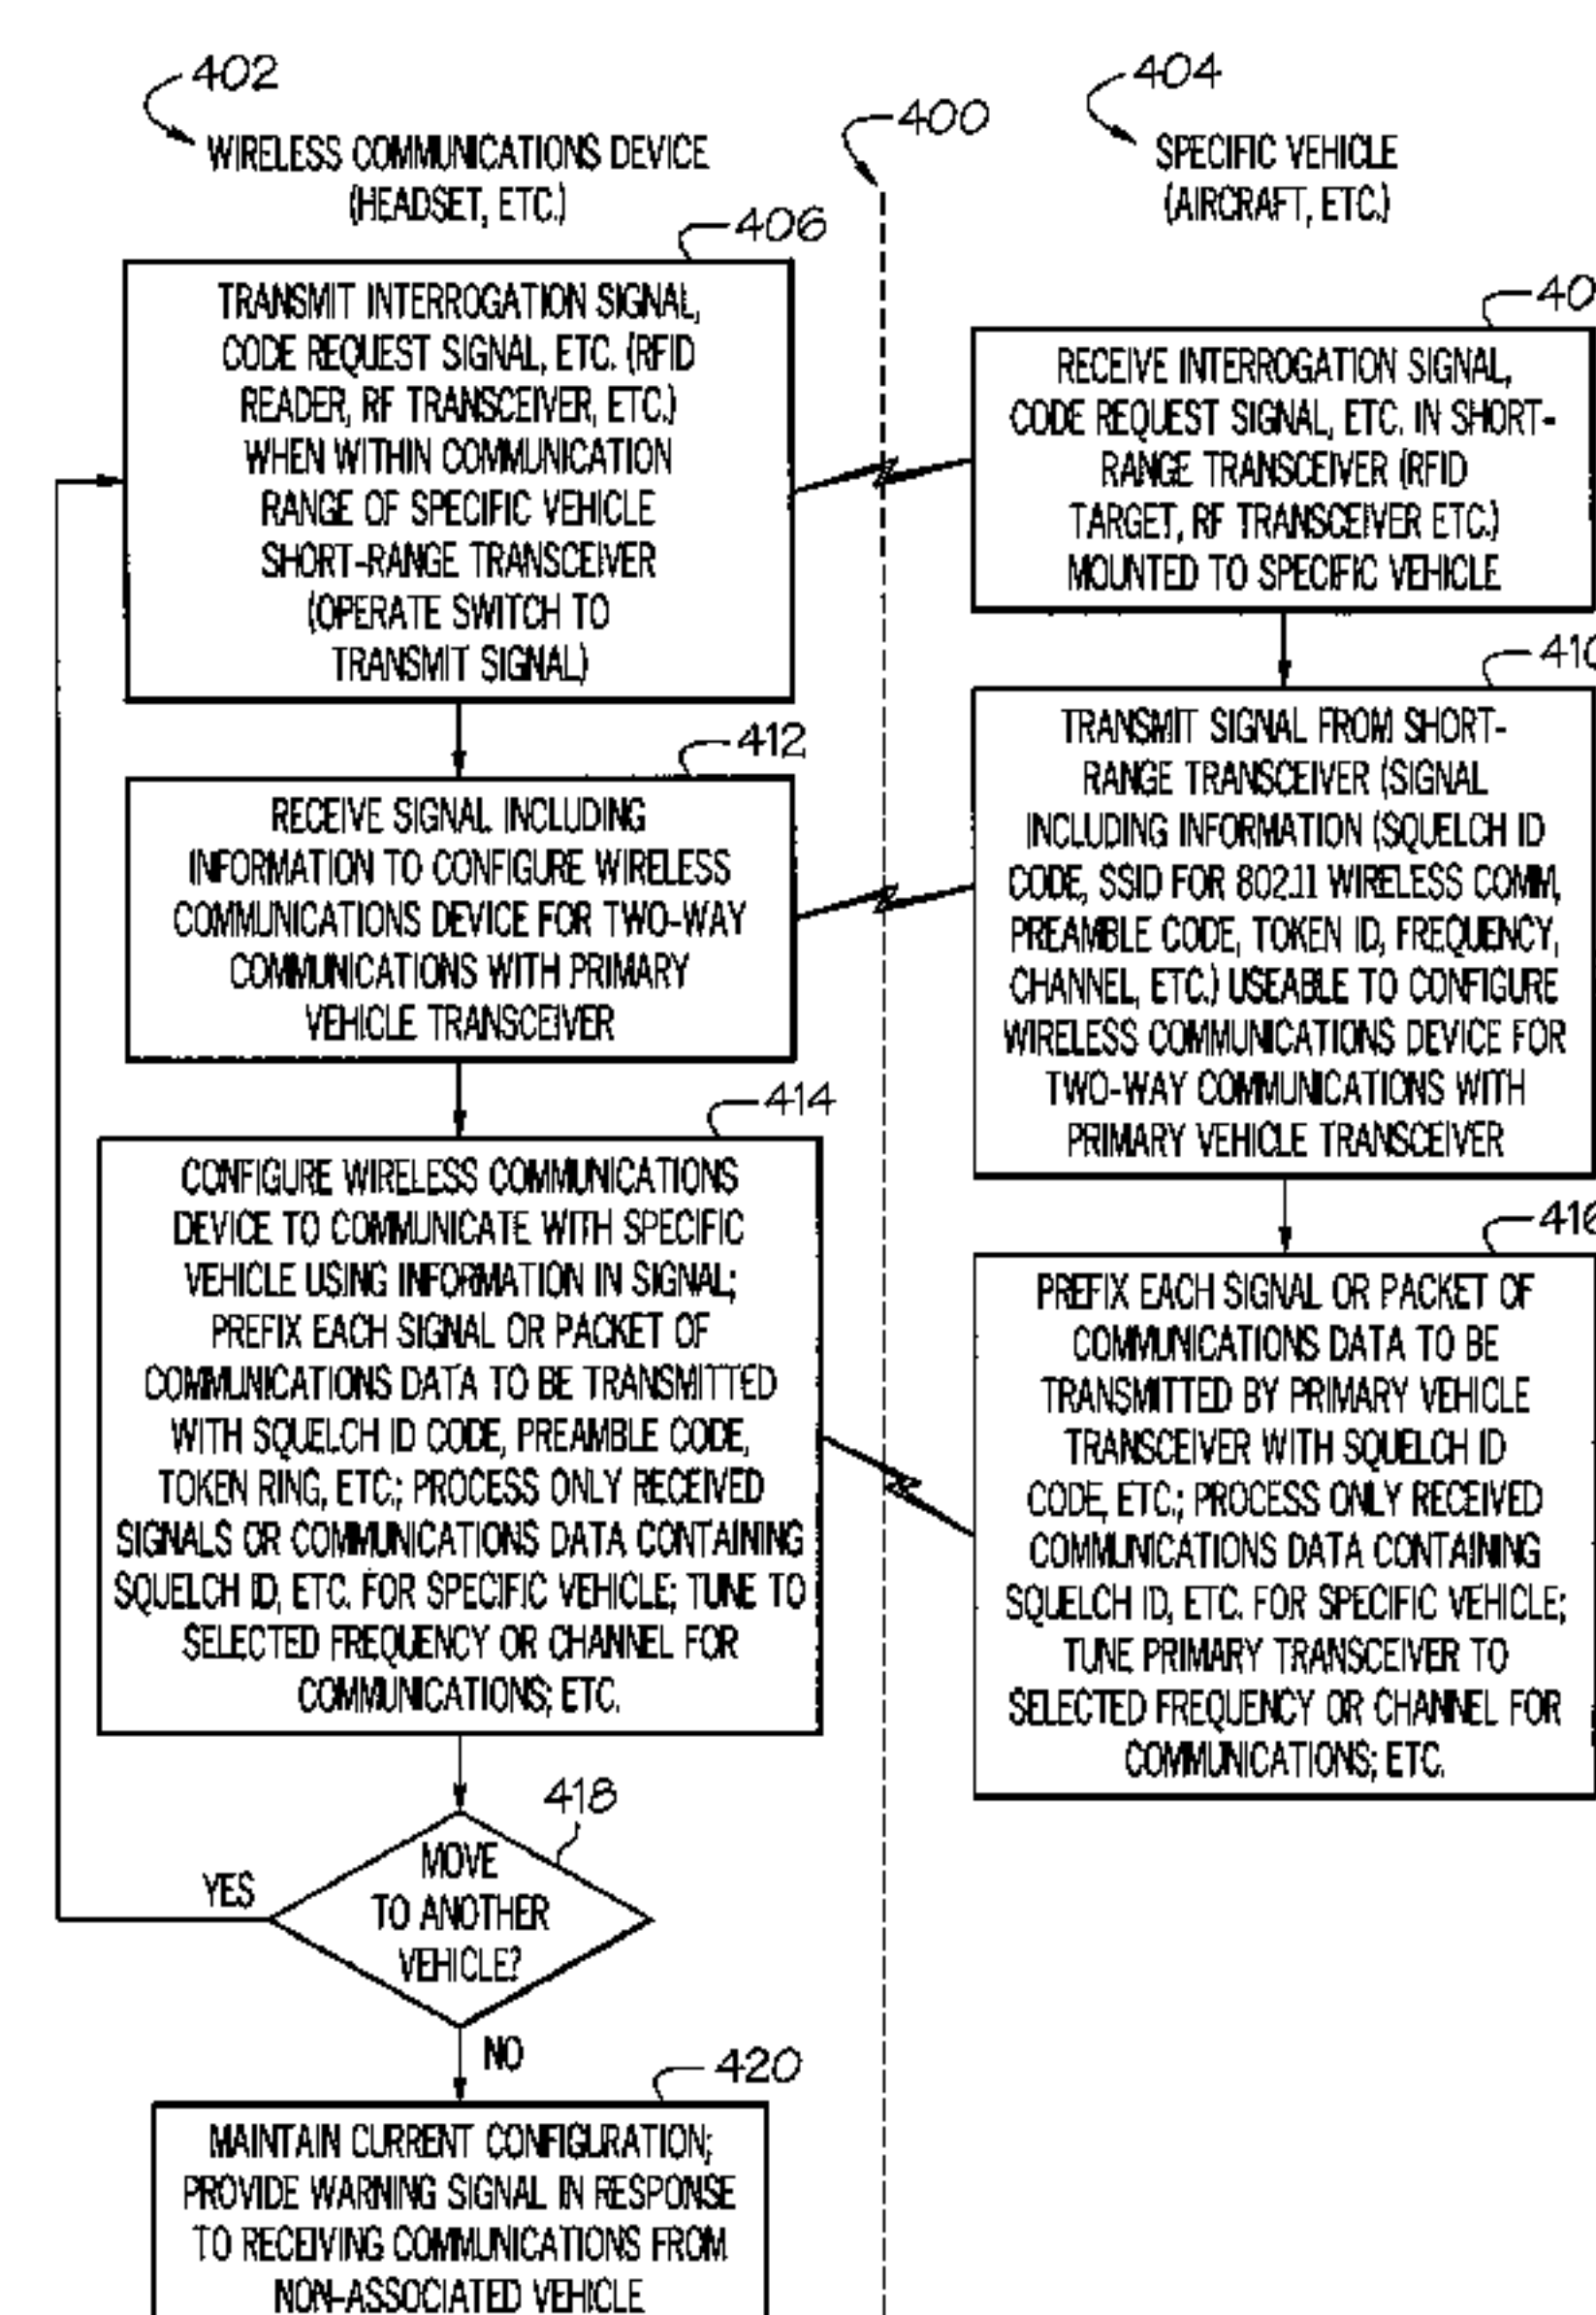 402
WIRELESS COMMUNICATIONS DEVICE
(HEADSET, ETC.)
400
404
SPECIFIC VEHICLE
(AIRCRAFT, ETC.)
406
TRANSMIT INTERROGATION SIGNAL,
CODE REQUEST SIGNAL, ETC. (RFID
READER, RF TRANSCEIVER, ETC.)
WHEN WITHIN COMMUNICATION
RANGE OF SPECIFIC VEHICLE
SHORT-RANGE TRANSCEIVER
(OPERATE SWITCH TO
TRANSMIT SIGNAL)
40
RECEIVE INTERROGATION SIGNAL,
CODE REQUEST SIGNAL, ETC. IN SHORT-
RANGE TRANSCEIVER (RFID
TARGET, RF TRANSCEIVER ETC.)
MOUNTED TO SPECIFIC VEHICLE
410
TRANSMIT SIGNAL FROM SHORT-
RANGE TRANSCEIVER (SIGNAL
INCLUDING INFORMATION (SQUELCH ID
CODE, SSID FOR 802.11 WIRELESS COMM,
PREAMBLE CODE, TOKEN ID, FREQUENCY,
CHANNEL, ETC.) USEABLE TO CONFIGURE
WIRELESS COMMUNICATIONS DEVICE FOR
TWO-WAY COMMUNICATIONS WITH
PRIMARY VEHICLE TRANSCEIVER
412
RECEIVE SIGNAL INCLUDING
INFORMATION TO CONFIGURE WIRELESS
COMMUNICATIONS DEVICE FOR TWO-WAY
COMMUNICATIONS WITH PRIMARY
VEHICLE TRANSCEIVER
414
CONFIGURE WIRELESS COMMUNICATIONS
DEVICE TO COMMUNICATE WITH SPECIFIC
VEHICLE USING INFORMATION IN SIGNAL;
PREFIX EACH SIGNAL OR PACKET OF
COMMUNICATIONS DATA TO BE TRANSMITTED
WITH SQUELCH ID CODE, PREAMBLE CODE,
TOKEN RING, ETC.; PROCESS ONLY RECEIVED
SIGNALS OR COMMUNICATIONS DATA CONTAINING
SQUELCH ID, ETC. FOR SPECIFIC VEHICLE; TUNE TO
SELECTED FREQUENCY OR CHANNEL FOR
COMMUNICATIONS; ETC.
416
PREFIX EACH SIGNAL OR PACKET OF
COMMUNICATIONS DATA TO BE
TRANSMITTED BY PRIMARY VEHICLE
TRANSCEIVER WITH SQUELCH ID
CODE, ETC.; PROCESS ONLY RECEIVED
COMMUNICATIONS DATA CONTAINING
SQUELCH ID, ETC. FOR SPECIFIC VEHICLE;
TUNE PRIMARY TRANSCEIVER TO
SELECTED FREQUENCY OR CHANNEL FOR
COMMUNICATIONS; ETC.
418
MOVE
TO ANOTHER
VEHICLE?
YES
NO
420
MAINTAIN CURRENT CONFIGURATION;
PROVIDE WARNING SIGNAL IN RESPONSE
TO RECEIVING COMMUNICATIONS FROM
NON-ASSOCIATED VEHICLE